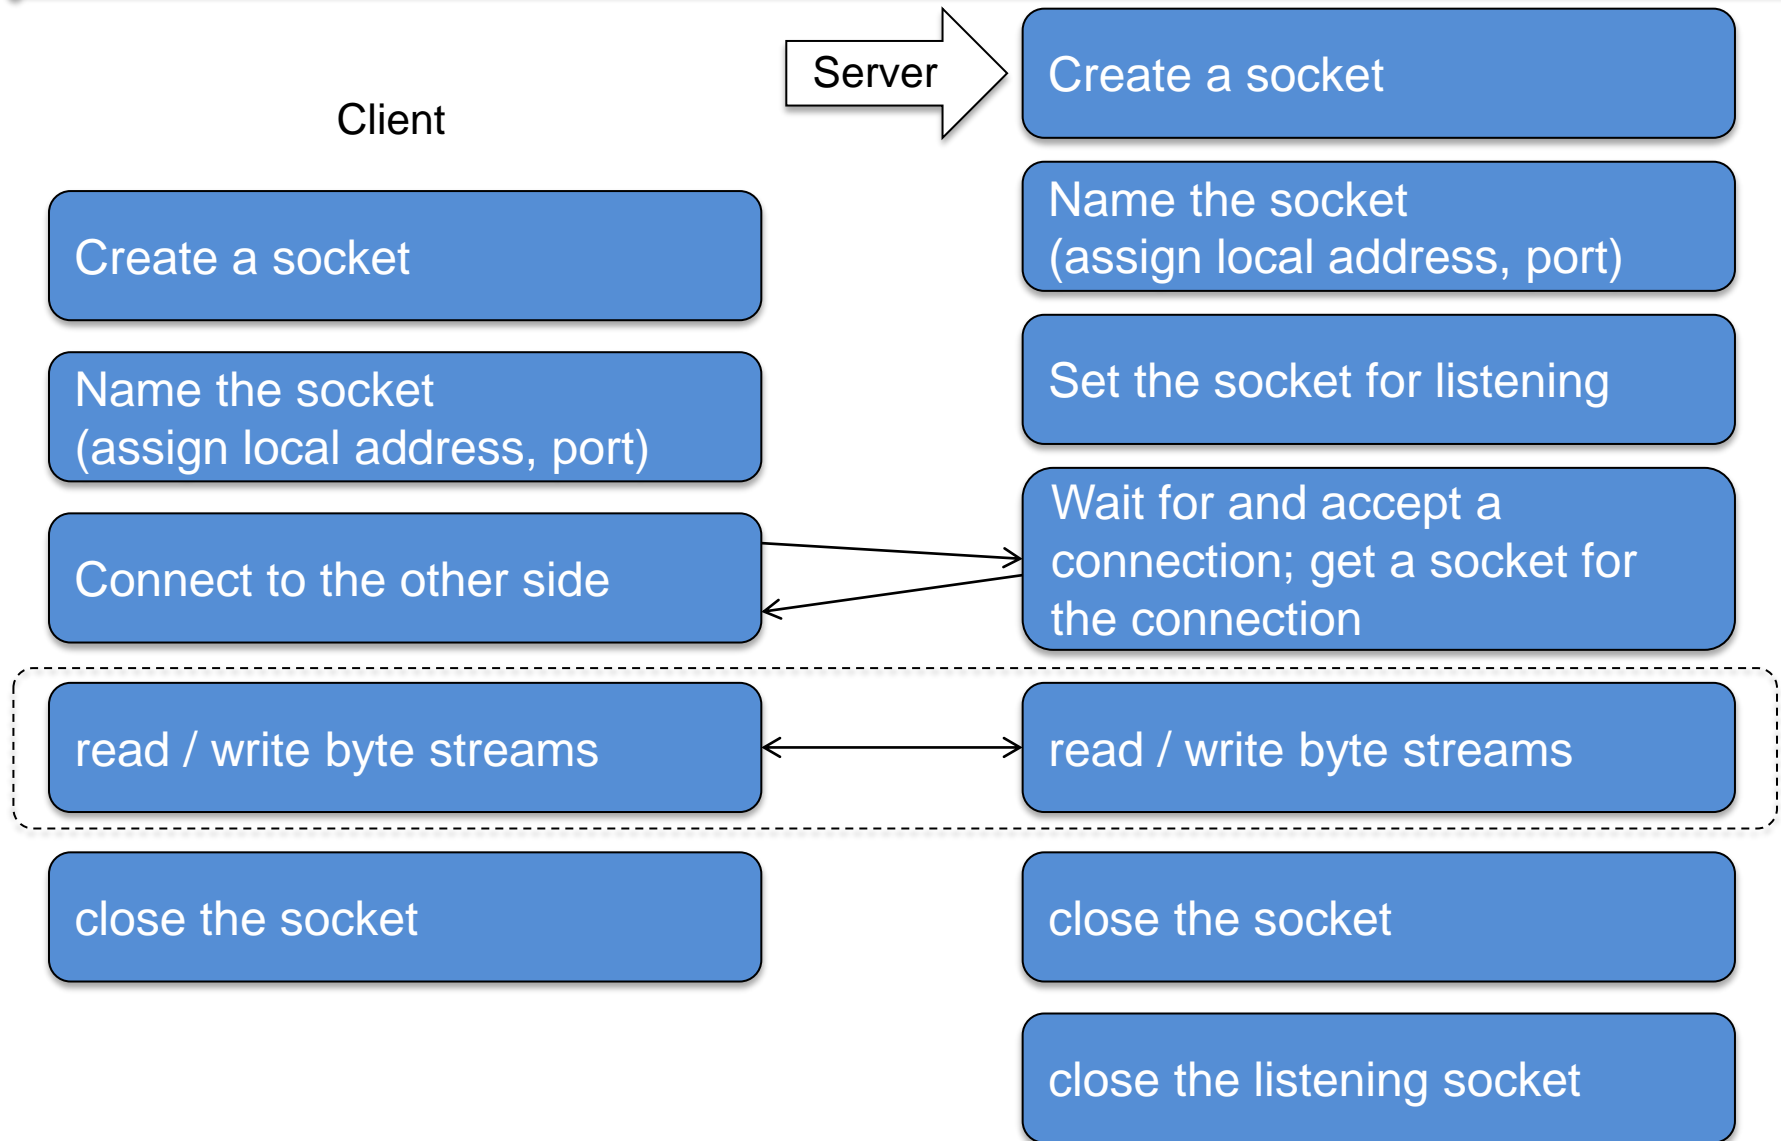 Client
Create a socket
Name the socket
(assign local address, port)
Connect to the other side
read / write byte streams
close the socket
Server
Create a socket
Name the socket
(assign local address, port)
Set the socket for listening
Wait for and accept a
connection; get a socket for
the connection
read / write byte streams
close the socket
close the listening socket